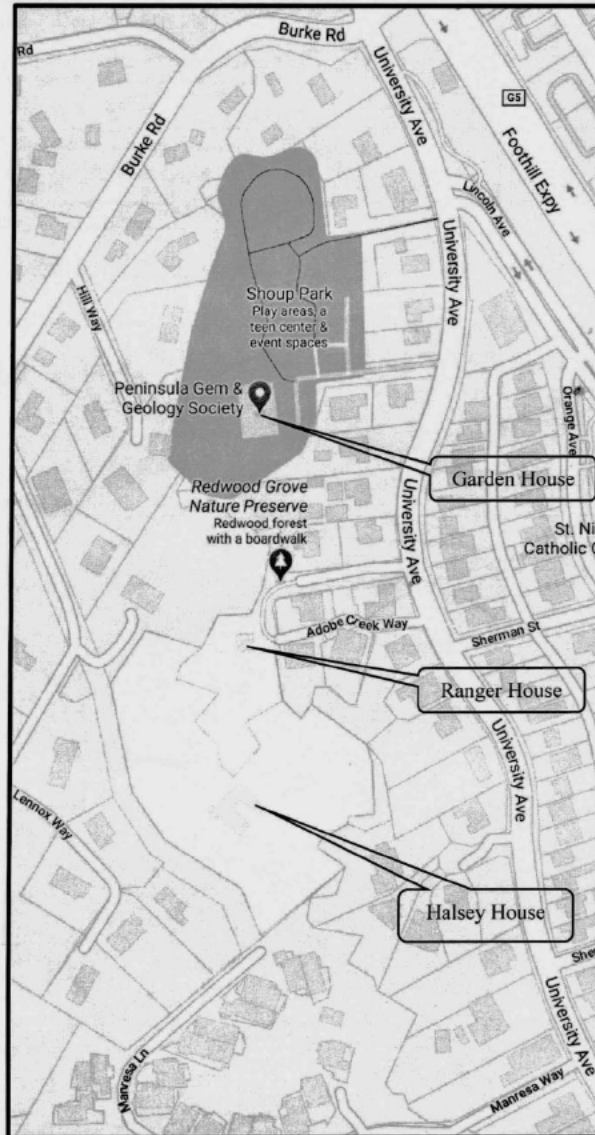 Burke Rd
Rd
University Ave
G5
Burke Rd
Foothill Expy
Lincoln Ave
University Ave
Hill Way
Shoup Park
Play areas, a
teen center &
event spaces
Peninsula Gem &
Geology Society
Orange Ave
Garden House
Redwood Grove
Nature Preserve
Redwood forest
with a boardwalk
University Ave
St. Ni
Catholic
Adobe Creek Way
Sherman St
Ranger House
University Ave
Lennox Way
Halsey House
She
University Ave
Marvesa Ln
Manresa Way